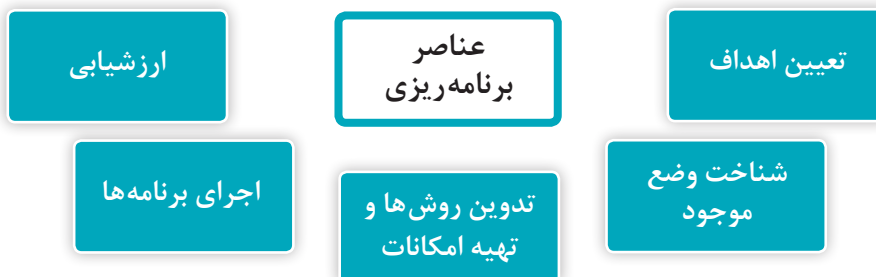 عناصر
برنامه‌ریزی
تعیین اهداف
شناخت وضع
موجود
تدوین روش‌ها و
تهیه امکانات
اجرای برنامه‌ها
ارزشیابی